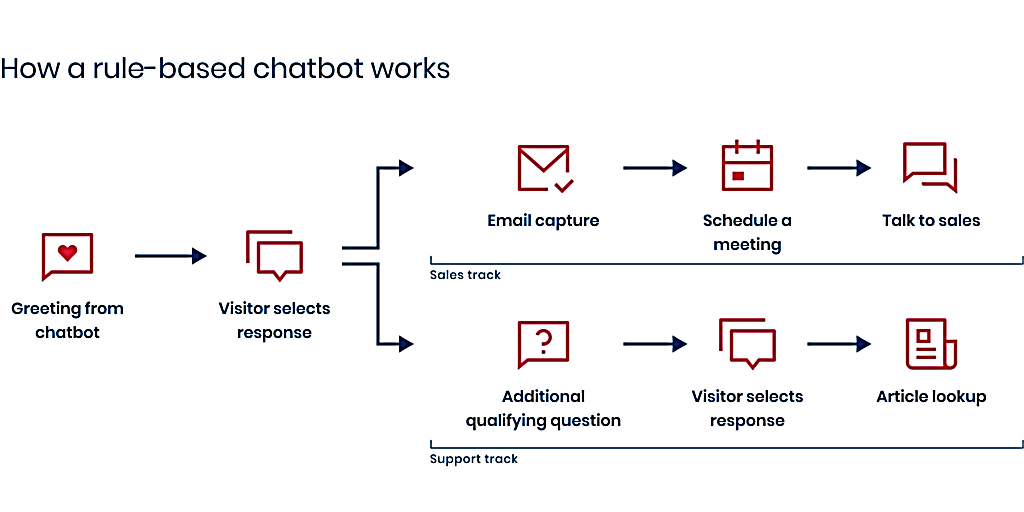 How a rule-based chatbot works
Greeting from
chatbot
Visitor selects
response
Email capture
Schedule a
meeting
Talk to sales
Sales track
Additional
qualifying question
Visitor selects
response
Article lookup
Support track